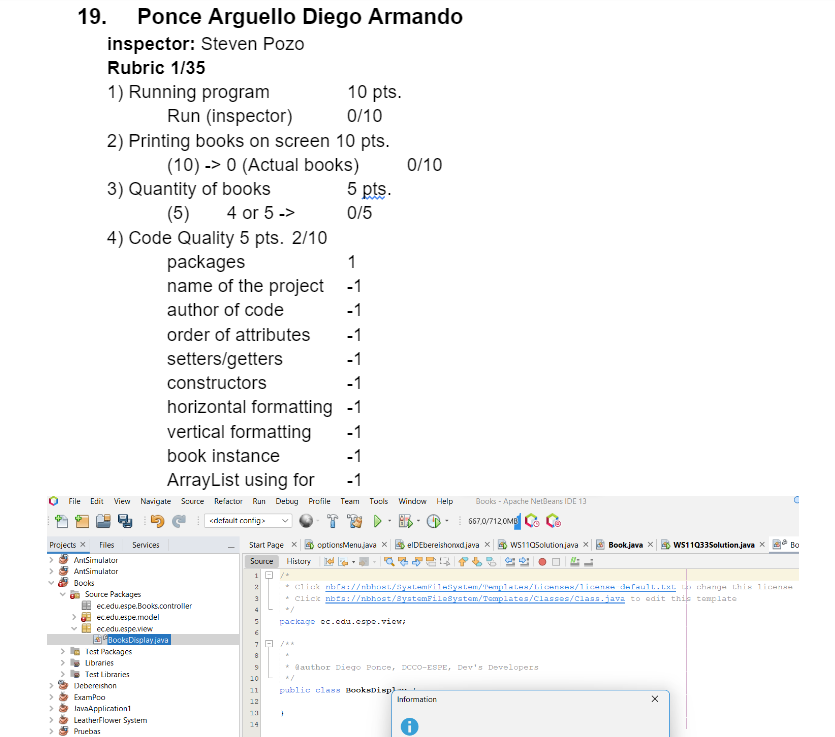 19. Ponce Arguello Diego Armando
inspector: Steven Pozo
Rubric 1/35
1) Running program 10 pts.
Run (inspector) 0/10
2) Printing books on screen 10 pts.
(10) -> 0 (Actual books) 0/10
3) Quantity of books 5 pts.
(5) 4 or 5 -> 0/5
4) Code Quality 5 pts. 2/10
packages 1
name of the project -1
author of code -1
order of attributes -1
setters/getters -1
constructors -1
horizontal formatting -1
vertical formatting -1
book instance -1
ArrayList using for -1
File Edit View Navigate Source Refactor Run Debug Profile Team Tools Window Help Books - Apache NetBeans IDE 13
<default config> 667,0/712,0MB
Projects × Files Services Start Page × optionsMenu.java × elDEbereishonxd.java × WS11QSolution.java × Book.java × WS11Q33Solution.java × Bo
Source History
AntSimulator
AntSimulator
Books
Source Packages
ec.edu.espe.Books.controller
ec.edu.espe.model
ec.edu.espe.view
BooksDisplay.java
Test Packages
Libraries
Test Libraries
Debereishon
ExamPoo
JavaApplication1
LeatherFlower System
Pruebas
1 /*
2 * Click nbfs://nbhost/SystemFileSystem/Templates/Licenses/license-default.txt to change this license
3 * Click nbfs://nbhost/SystemFileSystem/Templates/Classes/Class.java to edit this template
4 */
5 package ec.edu.espe.view;
6
7 /**
8 *
9 * @author Diego Ponce, DCCO-ESPE, Dev's Developers
10 */
11 public class BooksDisplay {
12
13 }
14
Information ×